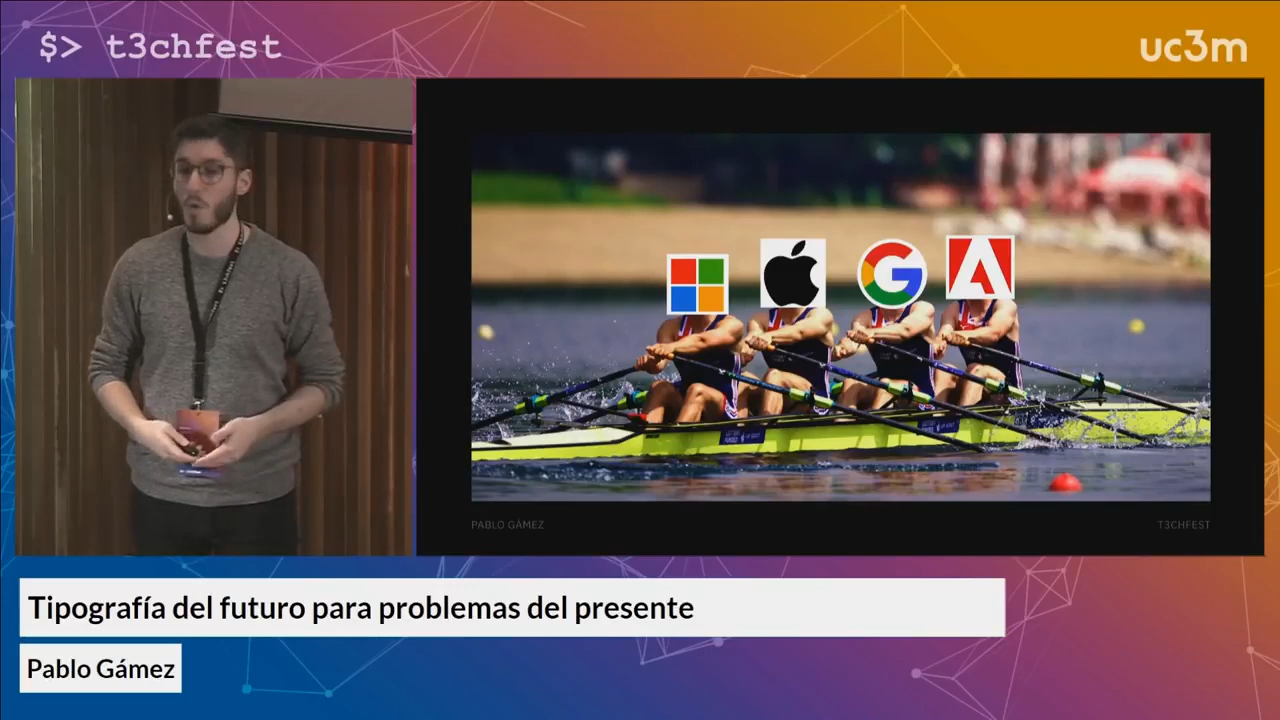 $> t3chfest
uc3m
PABLO GÁMEZ
T3CHFEST
Tipografía del futuro para problemas del presente
Pablo Gámez